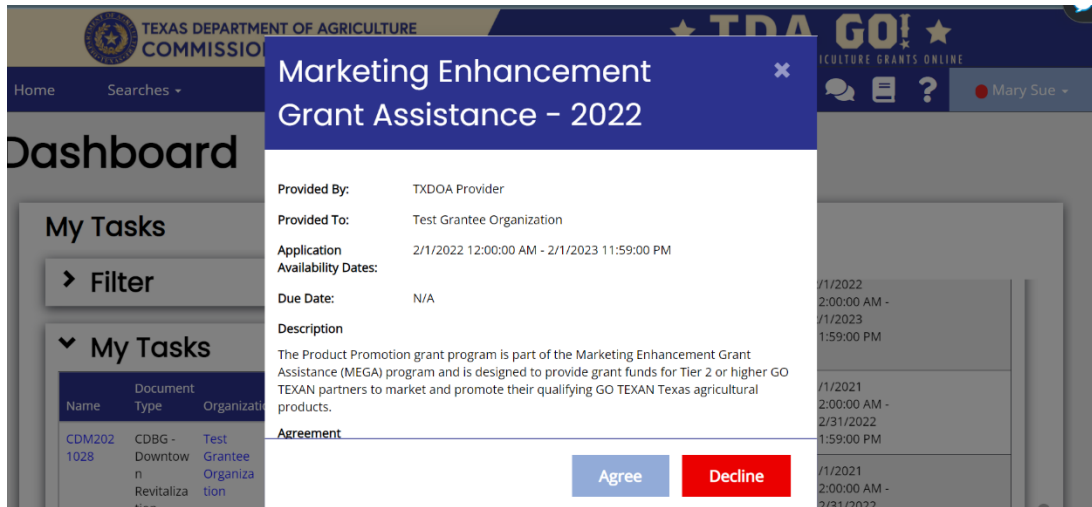 TEXAS DEPARTMENT OF AGRICULTURE
COMMISSIO
★ TDA GO! ★
ICULTURE GRANTS ONLINE
Home Searches
? Mary Sue
Marketing Enhancement
Grant Assistance - 2022
×
Dashboard
My Tasks
Filter
My Tasks
Name
Document
Type
Organizatio
CDM202
1028
CDBG -
Downtow
n
Revitaliza
Test
Grantee
Organiza
tion
Provided By: TXDOA Provider
Provided To: Test Grantee Organization
Application
Availability Dates:
2/1/2022 12:00:00 AM - 2/1/2023 11:59:00 PM
Due Date: N/A
Description
The Product Promotion grant program is part of the Marketing Enhancement Grant
Assistance (MEGA) program and is designed to provide grant funds for Tier 2 or higher GO
TEXAN partners to market and promote their qualifying GO TEXAN Texas agricultural
products.
Agreement
Agree Decline
/1/2022
2:00:00 AM -
/1/2023
1:59:00 PM
/1/2021
2:00:00 AM -
2/31/2022
1:59:00 PM
/1/2021
2:00:00 AM -